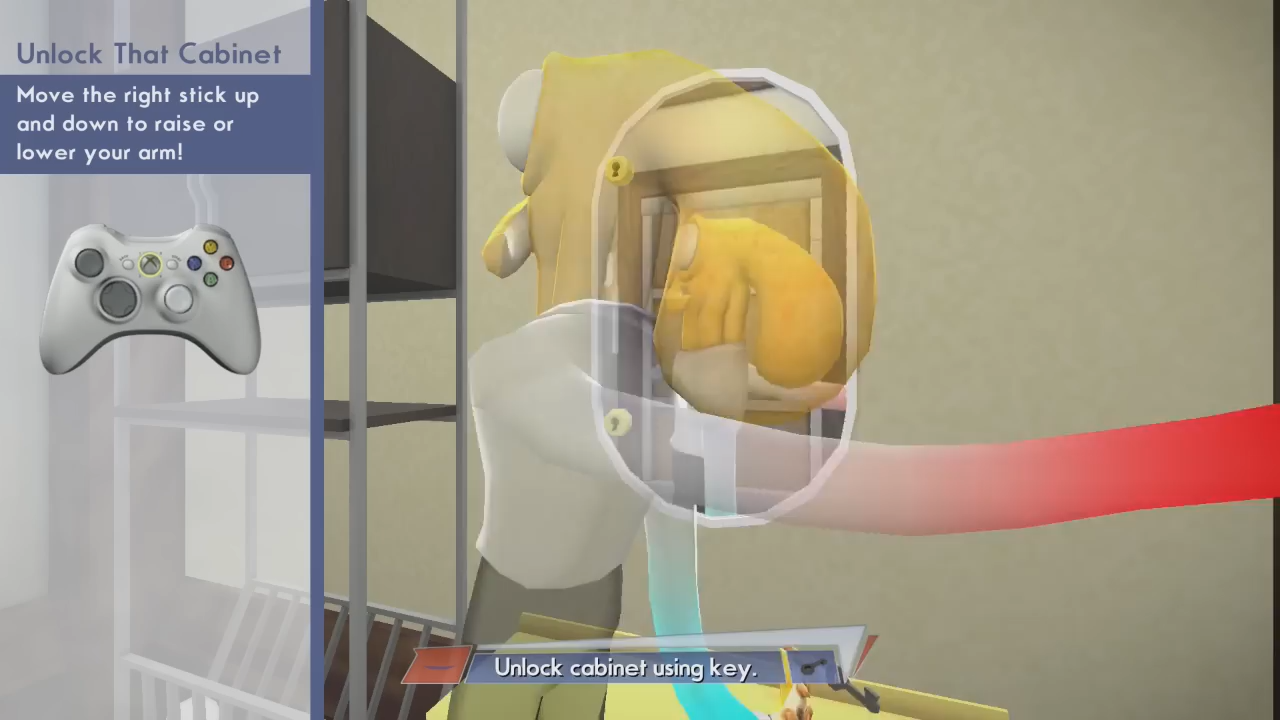 Unlock That Cabinet
Move the right stick up
and down to raise or
lower your arm!
Unlock cabinet using key.